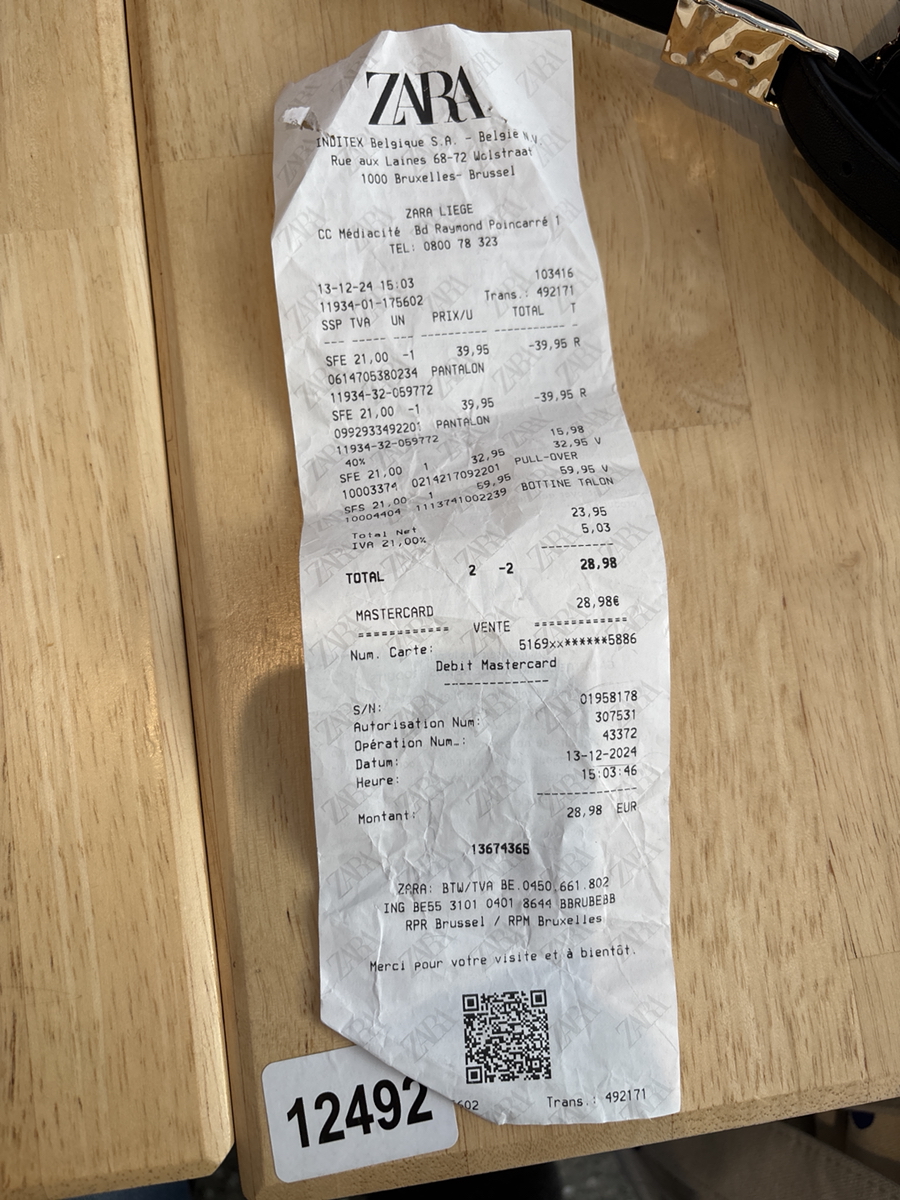 ZARA
INDITEX Belgique S.A. - België N.V.
Rue aux Laines 68-72 Wolstraat
1000 Bruxelles- Brussel
ZARA LIEGE
CC Médiacité Bd Raymond Poincarré 1
TEL: 0800 78 323
13-12-24 15:03 103416
11934-01-175602 Trans.: 492171
SSP TVA UN PRIX/U TOTAL T
--- ----- --- ---------- ----------- -
SFE 21,00 -1 39,95 -39,95 R
0614705380234 PANTALON
11934-32-059772
SFE 21,00 -1 39,95 -39,95 R
0992933492201 PANTALON
11934-32-059772
40% 15,98
SFE 21,00 1 32,95 32,95 V
10003374 0214217092201 PULL-OVER
SFS 21,00 1 59,95 59,95 V
10004404 1113741002239 BOTTINE TALON
Total Net 23,95
IVA 21,00% 5,03
----------
TOTAL 2 -2 28,98
MASTERCARD 28,98€
============ VENTE ============
Num. Carte: 5169xx******5886
Debit Mastercard
--------------
S/N: 01958178
Autorisation Num: 307531
Opération Num.: 43372
Datum: 13-12-2024
Heure: 15:03:46
-------------
Montant: 28,98 EUR
13674365
ZARA: BTW/TVA BE.0450.661.802
ING BE55 3101 0401 8644 BBRUBEBB
RPR Brussel / RPM Bruxelles
Merci pour votre visite et à bientôt.
602 Trans.: 492171
12492